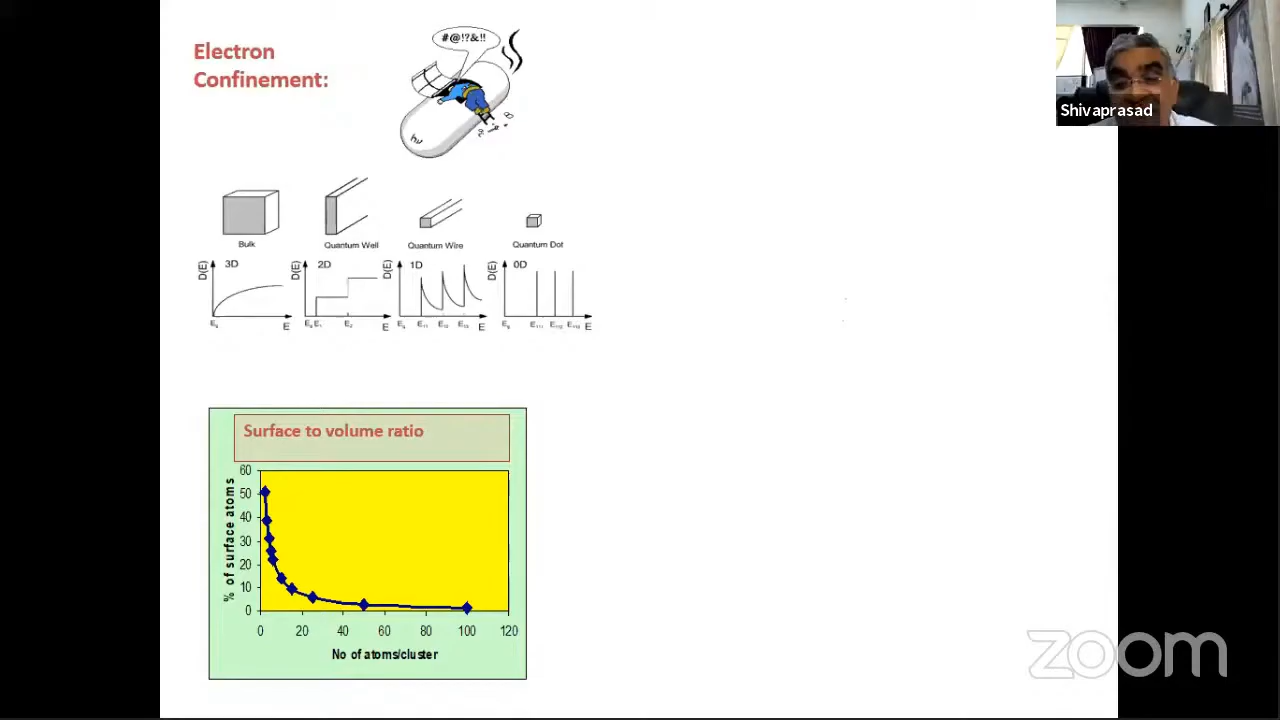 Electron
Confinement:
#@!?&!!
hν
Shivaprasad
Bulk
Quantum Well
Quantum Wire
Quantum Dot
D(E)
3D
E
D(E)
2D
E
D(E)
1D
E
D(E)
0D
E
Surface to volume ratio
% of surface atoms
60
50
40
30
20
10
0
0 20 40 60 80 100 120
No of atoms/cluster
zoom